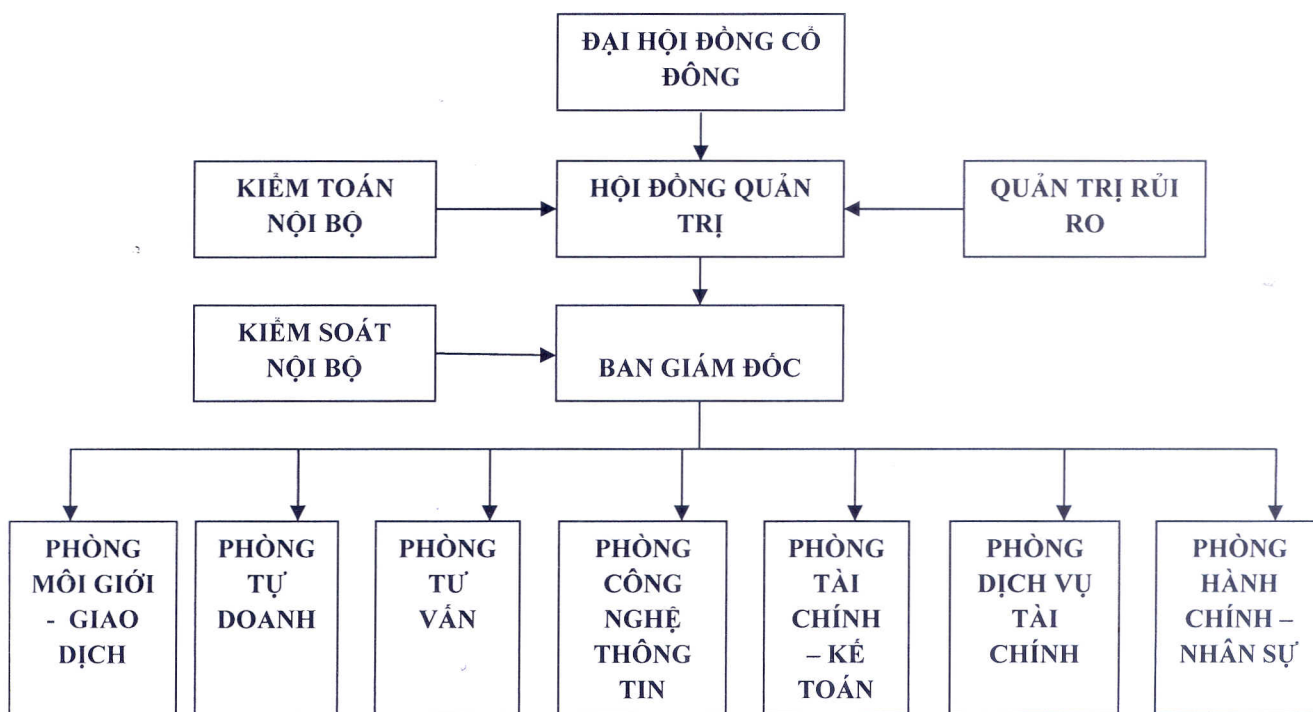 ĐẠI HỘI ĐỒNG CỔ
ĐÔNG
KIỂM TOÁN
NỘI BỘ
HỘI ĐỒNG QUẢN
TRỊ
QUẢN TRỊ RỦI
RO
KIỂM SOÁT
NỘI BỘ
BAN GIÁM ĐỐC
PHÒNG
MÔI GIỚI
- GIAO
DỊCH
PHÒNG
TỰ
DOANH
PHÒNG
TƯ
VẤN
PHÒNG
CÔNG
NGHỆ
THÔNG
TIN
PHÒNG
TÀI
CHÍNH
– KẾ
TOÁN
PHÒNG
DỊCH VỤ
TÀI
CHÍNH
PHÒNG
HÀNH
CHÍNH –
NHÂN SỰ